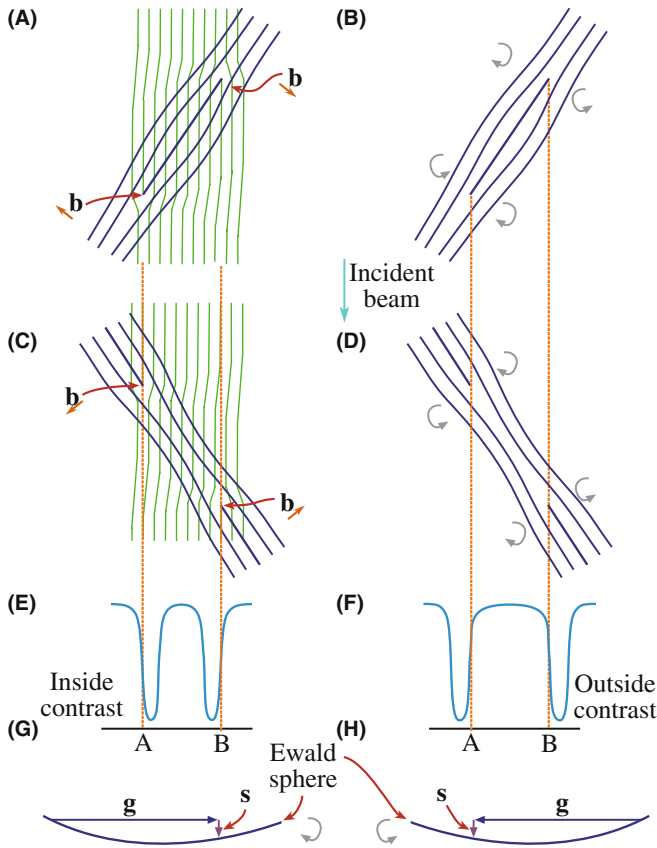 (A)
(B)
b
b
Incident
beam
(C)
(D)
b
b
(E)
(F)
Inside
contrast
Outside
contrast
(G)
A
B
A
B
(H)
Ewald
sphere
g
s
s
g